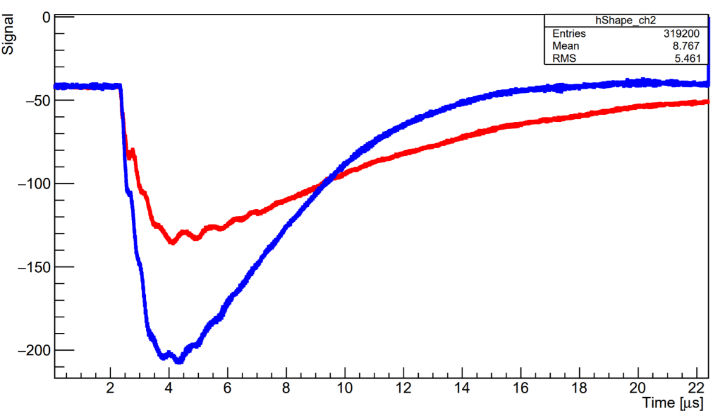 hShape_ch2
Entries 319200
Mean 8.767
RMS 5.461
Signal
0
−50
−100
−150
−200
2 4 6 8 10 12 14 16 18 20 22
Time [μs]